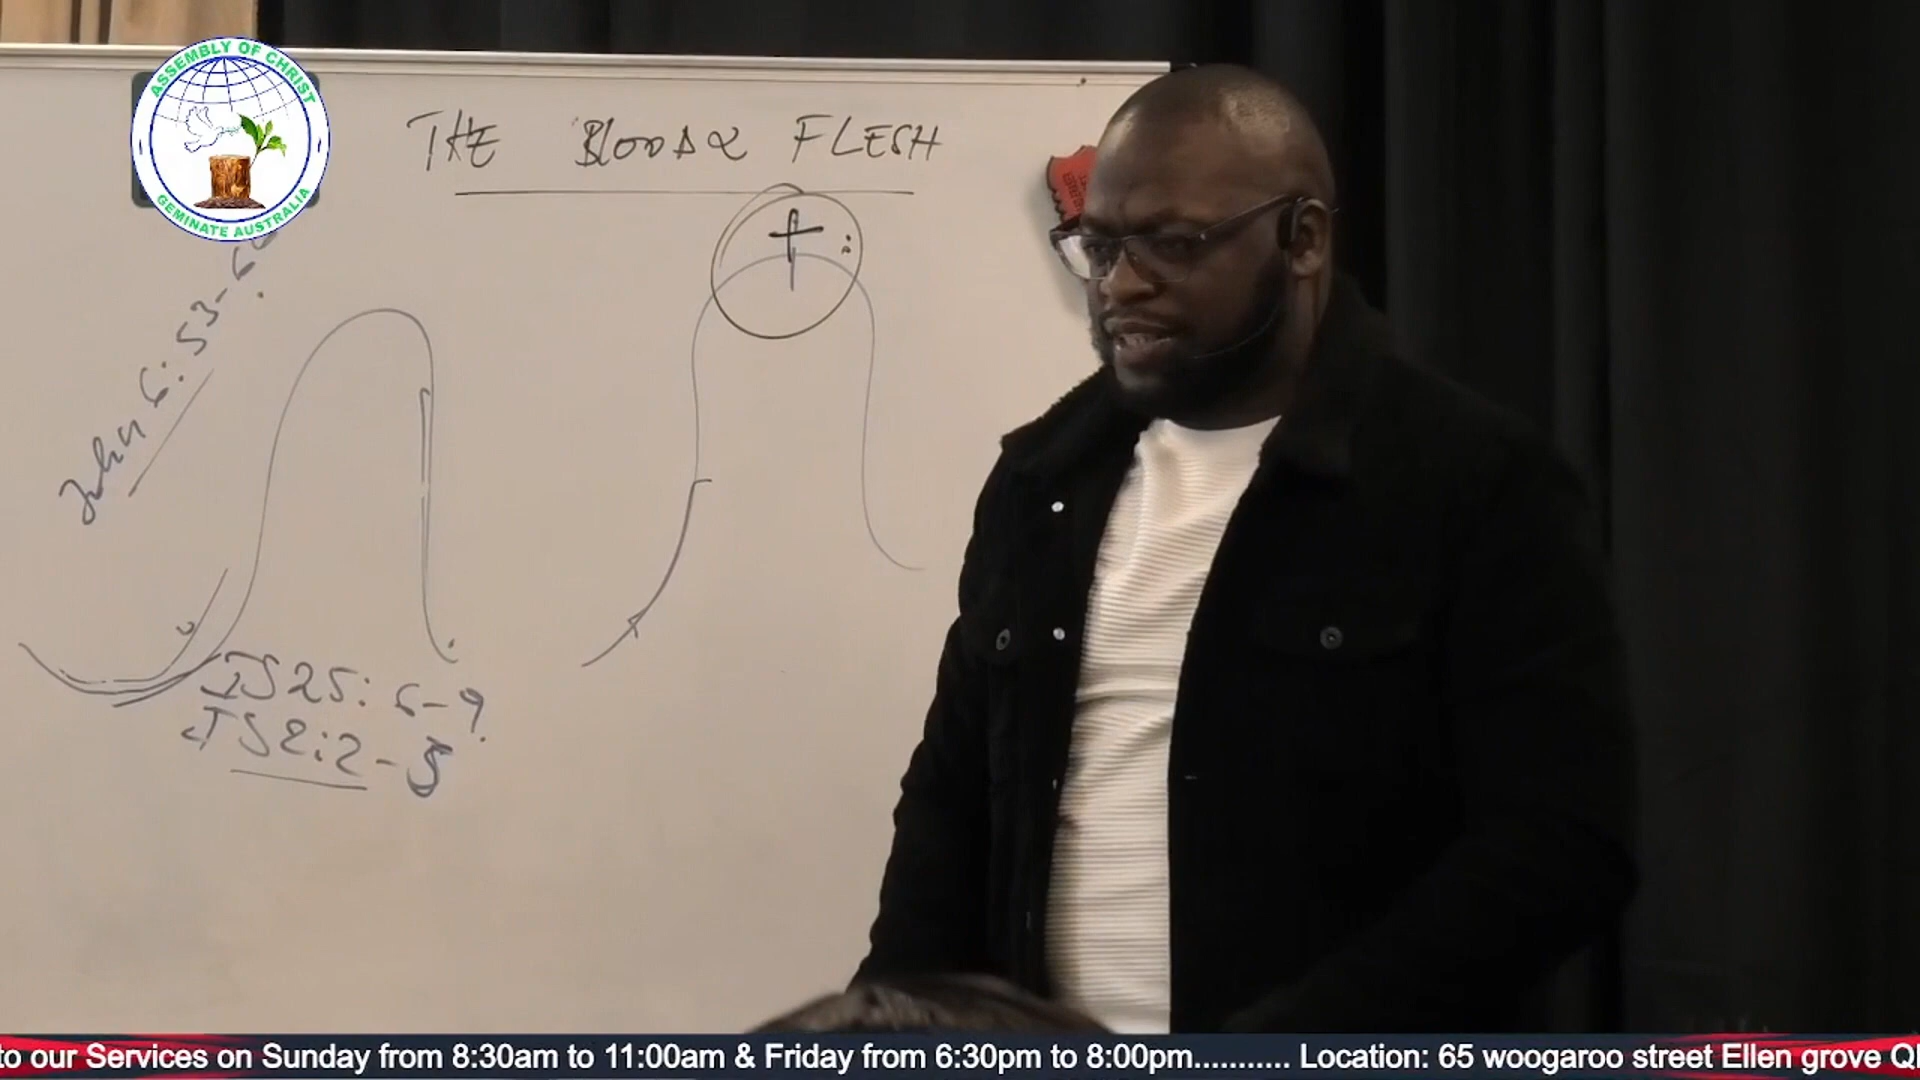 ASSEMBLY OF CHRIST
GEMINATE AUSTRALIA
THE BLOOD & FLESH
John 6:53-6
IS 25:6-9
IS 2:2-5
to our Services on Sunday from 8:30am to 11:00am & Friday from 6:30pm to 8:00pm........... Location: 65 woogaroo street Ellen grove Ql